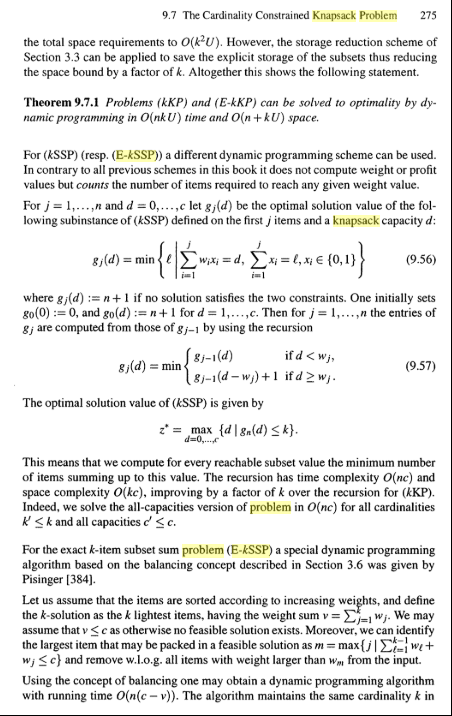 9.7 The Cardinality Constrained Knapsack Problem 275
the total space requirements to O(k²U). However, the storage reduction scheme of
Section 3.3 can be applied to save the explicit storage of the subsets thus reducing
the space bound by a factor of k. Altogether this shows the following statement.
Theorem 9.7.1 Problems (kKP) and (E-kKP) can be solved to optimality by dy-
namic programming in O(nkU) time and O(n + kU) space.
For (kSSP) (resp. (E-kSSP)) a different dynamic programming scheme can be used.
In contrary to all previous schemes in this book it does not compute weight or profit
values but counts the number of items required to reach any given weight value.
For j = 1,...,n and d = 0,...,c let g_j(d) be the optimal solution value of the fol-
lowing subinstance of (kSSP) defined on the first j items and a knapsack capacity d:
g_j(d) = min { ℓ | ∑_{i=1}^{j} w_i x_i = d, ∑_{i=1}^{j} x_i = ℓ, x_i ∈ {0,1} } (9.56)
where g_j(d) := n + 1 if no solution satisfies the two constraints. One initially sets
g_0(0) := 0, and g_0(d) := n + 1 for d = 1,...,c. Then for j = 1,...,n the entries of
g_j are computed from those of g_{j−1} by using the recursion
g_j(d) = min { g_{j−1}(d) if d < w_j,
g_{j−1}(d − w_j) + 1 if d ≥ w_j. (9.57)
The optimal solution value of (kSSP) is given by
z* = max_{d=0,...,c} {d | g_n(d) ≤ k}.
This means that we compute for every reachable subset value the minimum number
of items summing up to this value. The recursion has time complexity O(nc) and
space complexity O(kc), improving by a factor of k over the recursion for (kKP).
Indeed, we solve the all-capacities version of problem in O(nc) for all cardinalities
k′ ≤ k and all capacities c′ ≤ c.
For the exact k-item subset sum problem (E-kSSP) a special dynamic programming
algorithm based on the balancing concept described in Section 3.6 was given by
Pisinger [384].
Let us assume that the items are sorted according to increasing weights, and define
the k-solution as the k lightest items, having the weight sum v = ∑_{j=1}^{k} w_j. We may
assume that v ≤ c as otherwise no feasible solution exists. Moreover, we can identify
the largest item that may be packed in a feasible solution as m = max{j | ∑_{ℓ=1}^{k−1} w_ℓ +
w_j ≤ c} and remove w.l.o.g. all items with weight larger than w_m from the input.
Using the concept of balancing one may obtain a dynamic programming algorithm
with running time O(n(c − v)). The algorithm maintains the same cardinality k in